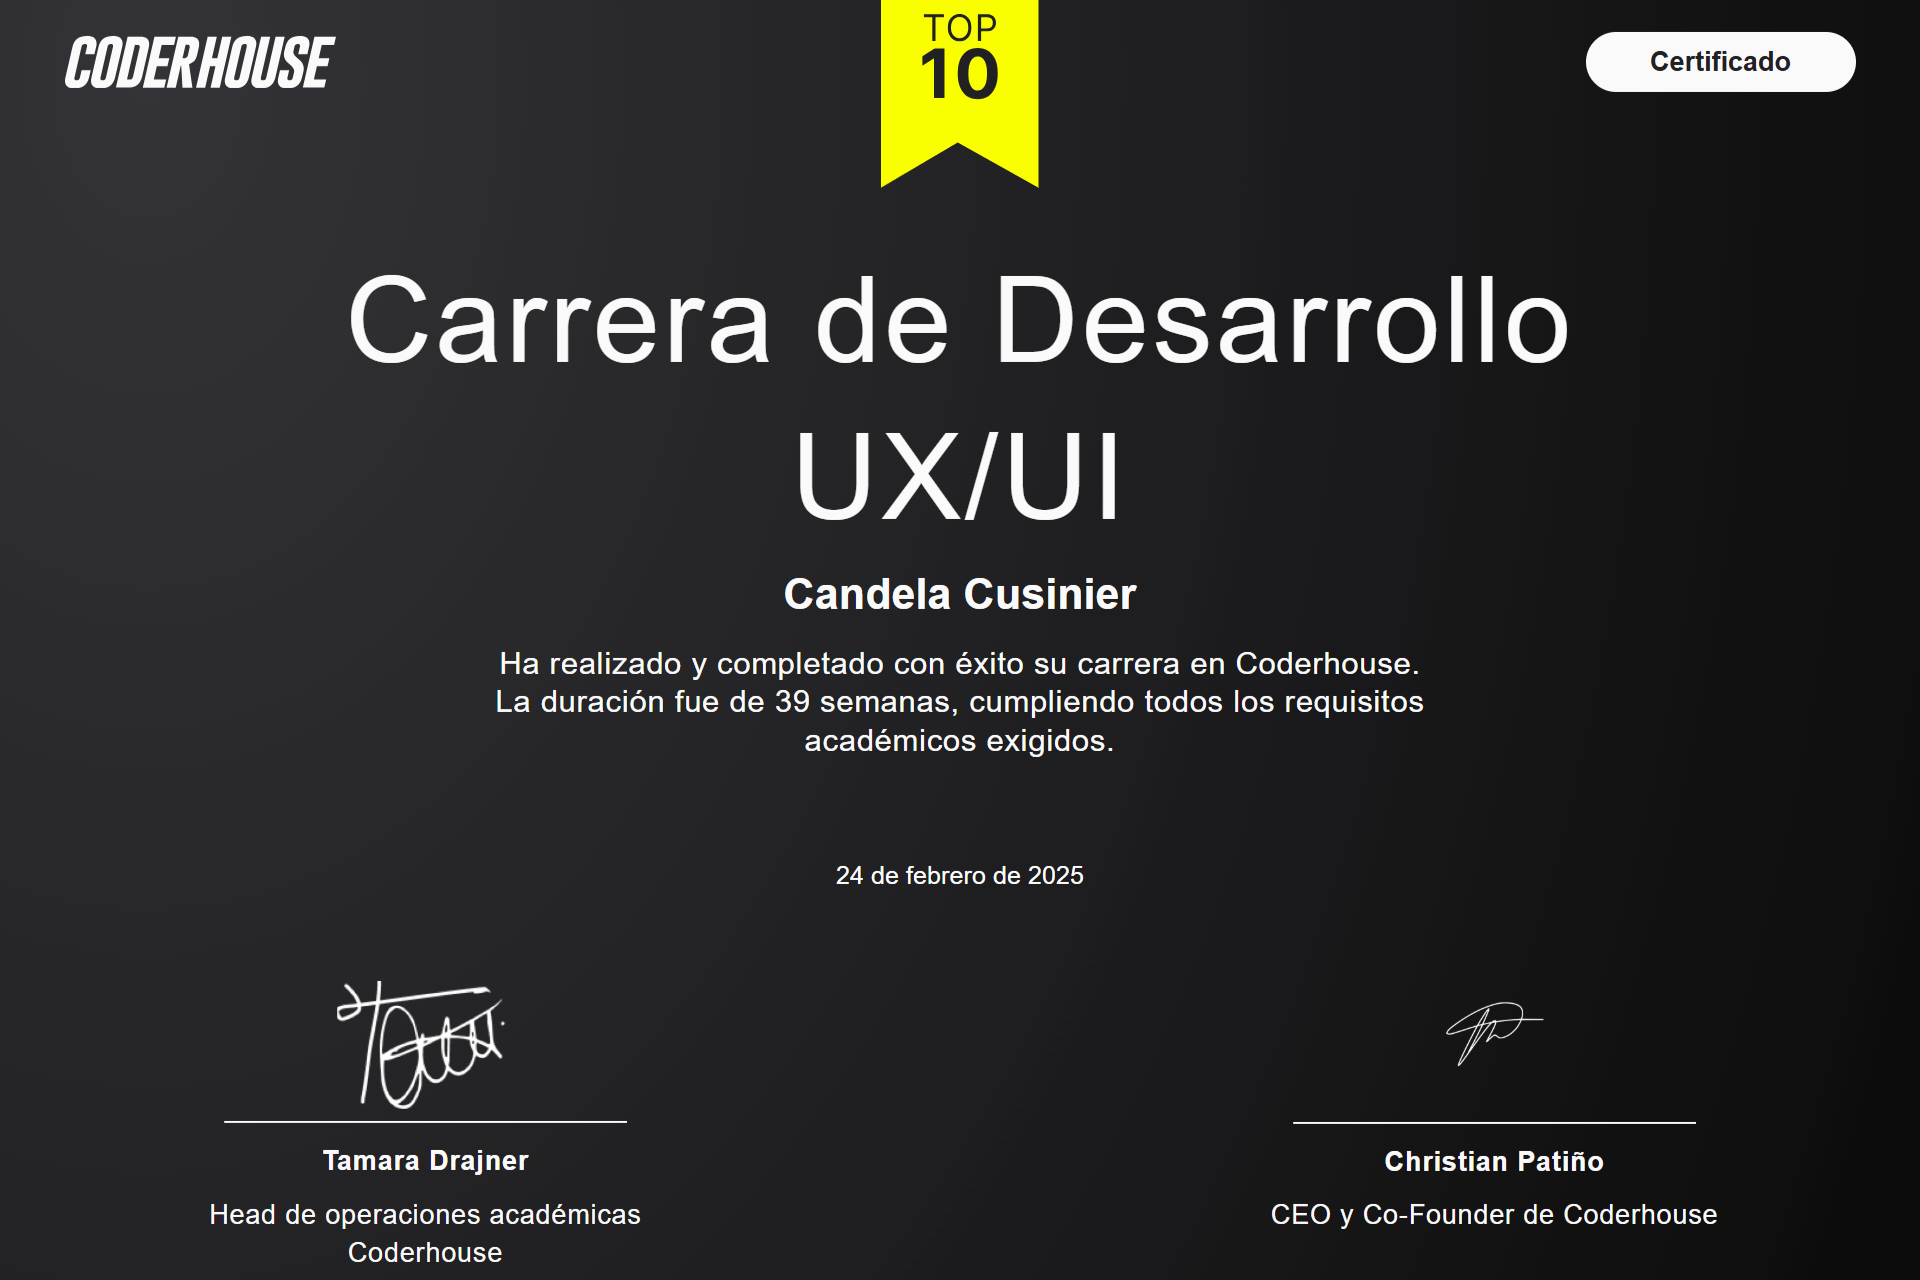 CODERHOUSE
TOP
10
Certificado
Carrera de Desarrollo
UX/UI
Candela Cusinier
Ha realizado y completado con éxito su carrera en Coderhouse.
La duración fue de 39 semanas, cumpliendo todos los requisitos
académicos exigidos.
24 de febrero de 2025
Tamara Drajner
Head de operaciones académicas
Coderhouse
Christian Patiño
CEO y Co-Founder de Coderhouse